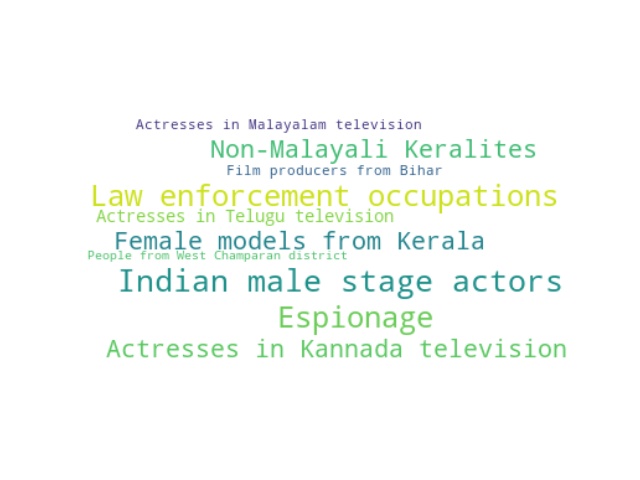 Actresses in Malayalam television
Non-Malayali Keralites
Film producers from Bihar
Law enforcement occupations
Actresses in Telugu television
Female models from Kerala
People from West Champaran district
Indian male stage actors
Espionage
Actresses in Kannada television